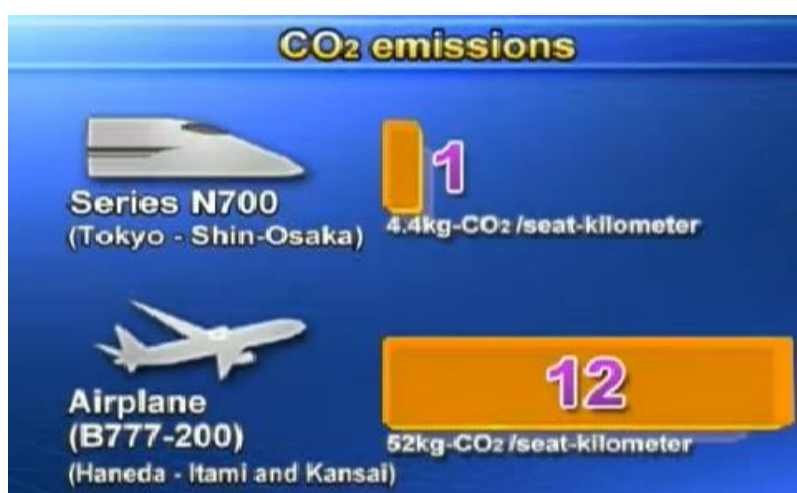 CO₂ emissions
Series N700
(Tokyo - Shin-Osaka)
1
4.4kg-CO₂/seat-kilometer
Airplane
(B777-200)
(Haneda - Itami and Kansai)
12
52kg-CO₂/seat-kilometer